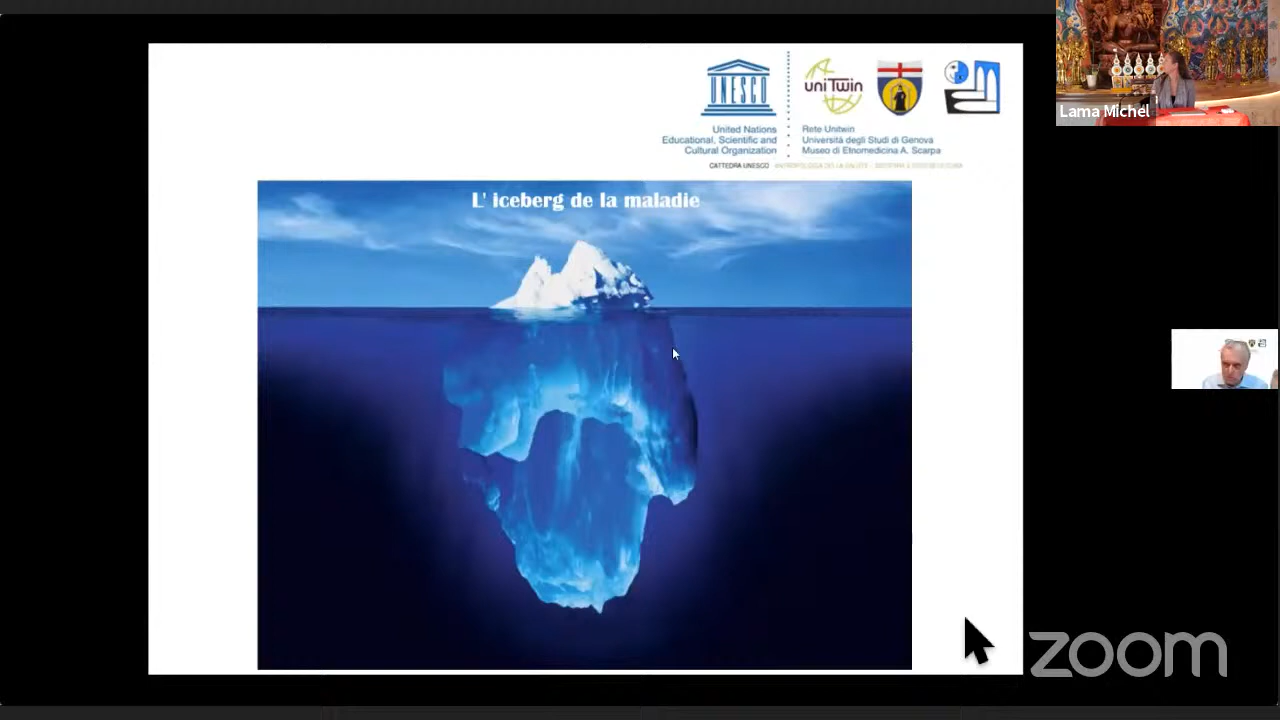 UNESCO
United Nations
Educational, Scientific and
Cultural Organization
uniTwin
Rete Unitwin
Università degli Studi di Genova
Museo di Etnomedicina A. Scarpa
CATTEDRA UNESCO
L' iceberg de la maladie
Lama Michel
zoom